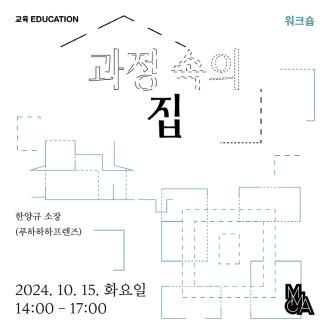 교육 EDUCATION
워크숍
과정 속의
집
한양규 소장
(푸하하하프렌즈)
2024. 10. 15. 화요일
14:00 – 17:00
MMCA